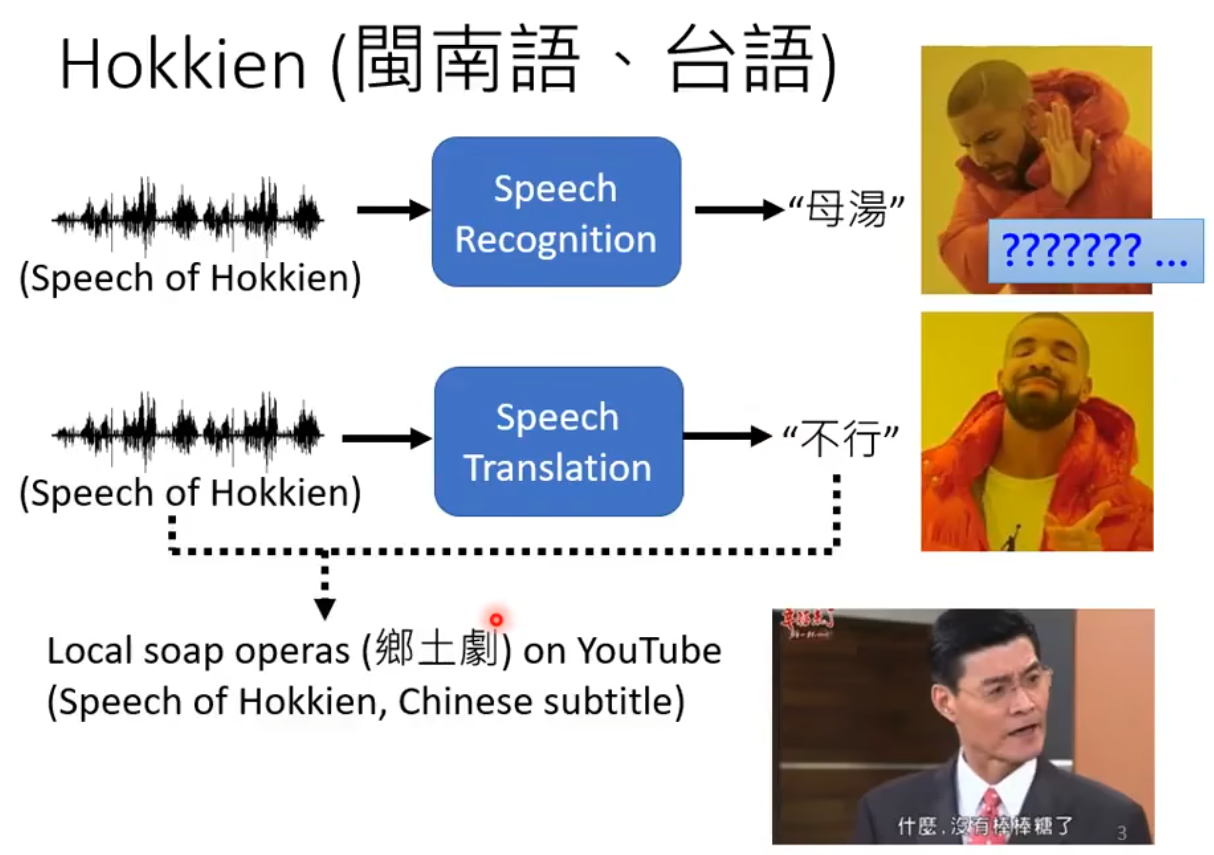 Hokkien (閩南語、台語)
Speech
Recognition
“母湯”
(Speech of Hokkien)
??????? ...
Speech
Translation
“不行”
(Speech of Hokkien)
Local soap operas (鄉土劇) on YouTube
(Speech of Hokkien, Chinese subtitle)
什麼,沒有棒棒糖了
3